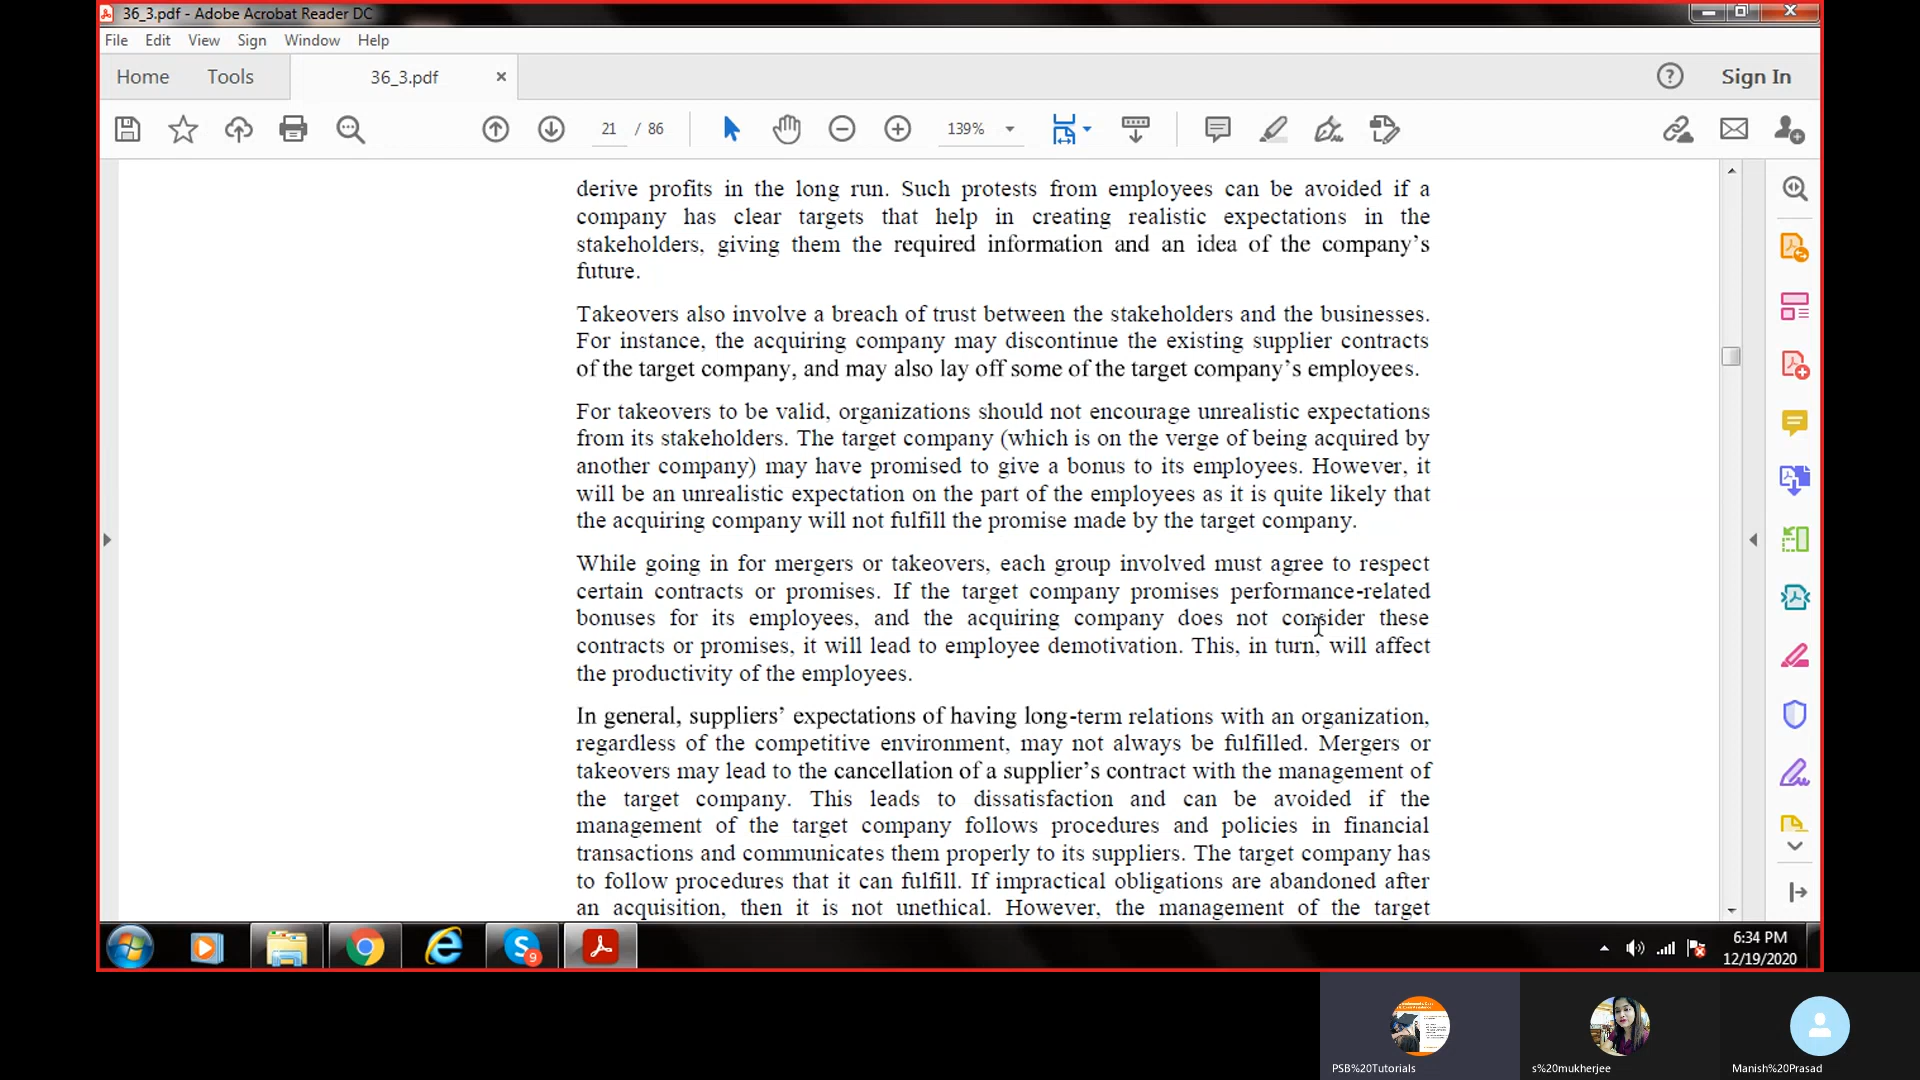 36_3.pdf - Adobe Acrobat Reader DC
File Edit View Sign Window Help
Home Tools 36_3.pdf × ? Sign In
21 / 86 139%
derive profits in the long run. Such protests from employees can be avoided if a
company has clear targets that help in creating realistic expectations in the
stakeholders, giving them the required information and an idea of the company's
future.
Takeovers also involve a breach of trust between the stakeholders and the businesses.
For instance, the acquiring company may discontinue the existing supplier contracts
of the target company, and may also lay off some of the target company's employees.
For takeovers to be valid, organizations should not encourage unrealistic expectations
from its stakeholders. The target company (which is on the verge of being acquired by
another company) may have promised to give a bonus to its employees. However, it
will be an unrealistic expectation on the part of the employees as it is quite likely that
the acquiring company will not fulfill the promise made by the target company.
While going in for mergers or takeovers, each group involved must agree to respect
certain contracts or promises. If the target company promises performance-related
bonuses for its employees, and the acquiring company does not consider these
contracts or promises, it will lead to employee demotivation. This, in turn, will affect
the productivity of the employees.
In general, suppliers' expectations of having long-term relations with an organization,
regardless of the competitive environment, may not always be fulfilled. Mergers or
takeovers may lead to the cancellation of a supplier's contract with the management of
the target company. This leads to dissatisfaction and can be avoided if the
management of the target company follows procedures and policies in financial
transactions and communicates them properly to its suppliers. The target company has
to follow procedures that it can fulfill. If impractical obligations are abandoned after
an acquisition, then it is not unethical. However, the management of the target
9
6:34 PM
12/19/2020
PSB%20Tutorials
s%20mukherjee
Manish%20Prasad